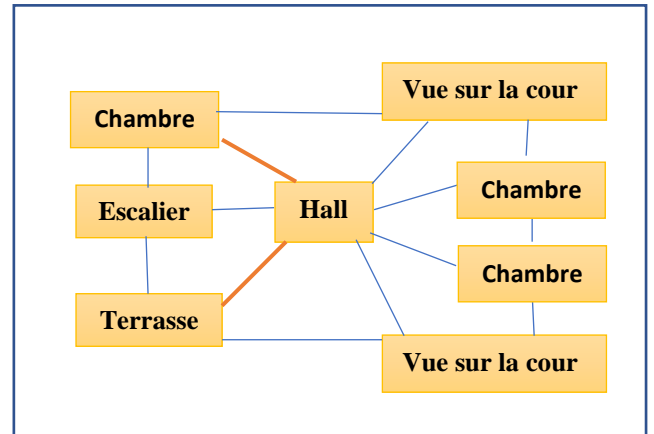 Vue sur la cour
Chambre
Chambre
Escalier
Hall
Chambre
Terrasse
Vue sur la cour